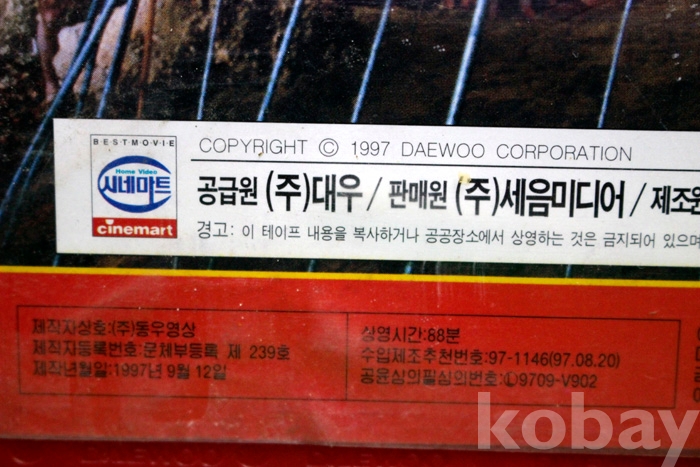 BESTMOVIE
Home Video
씨네마트
cinemart
COPYRIGHT © 1997 DAEWOO CORPORATION
공급원 (주)대우 / 판매원 (주)세음미디어 / 제조원
경고: 이 테이프 내용을 복사하거나 공공장소에서 상영하는 것은 금지되어 있으며
제작자상호:(주)동우영상
제작자등록번호:문체부등록 제 239호
제작년월일:1997년 9월 12일
상영시간:88분
수입제조추천번호:97-1146(97.08.20)
공윤상의필심의번호:Ⓛ9709-V902
kobay